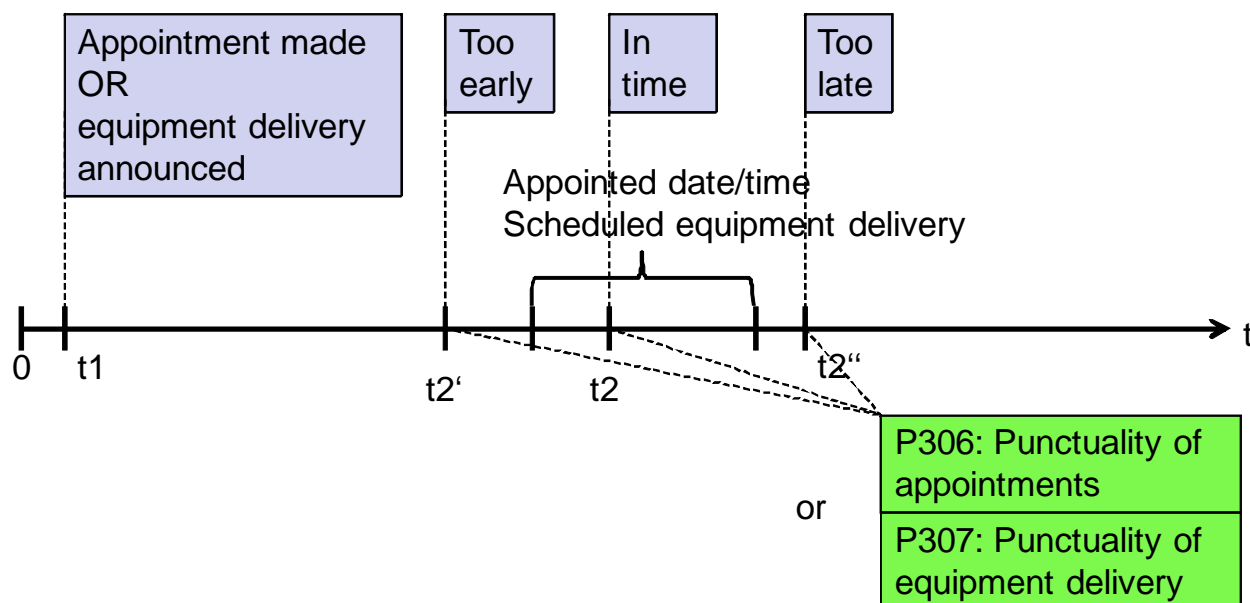 Appointment made
OR
equipment delivery
announced
Too
early
In
time
Too
late
Appointed date/time
Scheduled equipment delivery
t
0
t1
t2‘
t2
t2“
P306: Punctuality of
appointments
or
P307: Punctuality of
equipment delivery